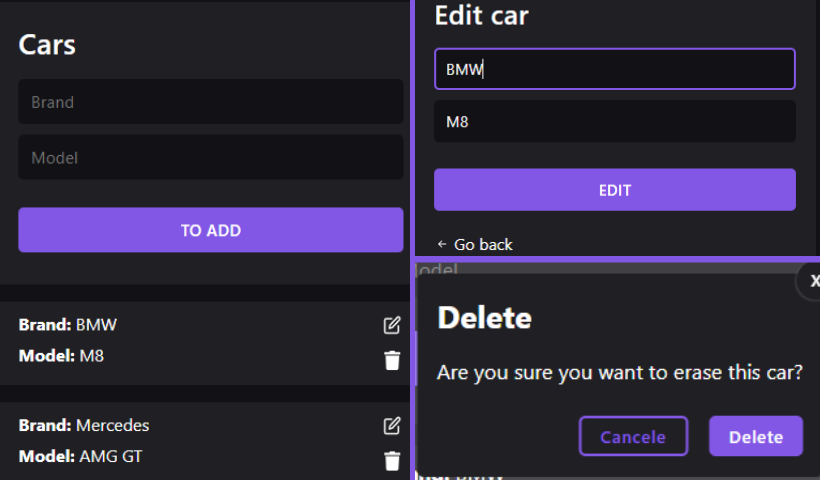 Cars
Brand
Model
TO ADD
Brand: BMW
Model: M8
Brand: Mercedes
Model: AMG GT
Edit car
BMW
M8
EDIT
← Go back
odel
X
Delete
Are you sure you want to erase this car?
Cancele
Delete